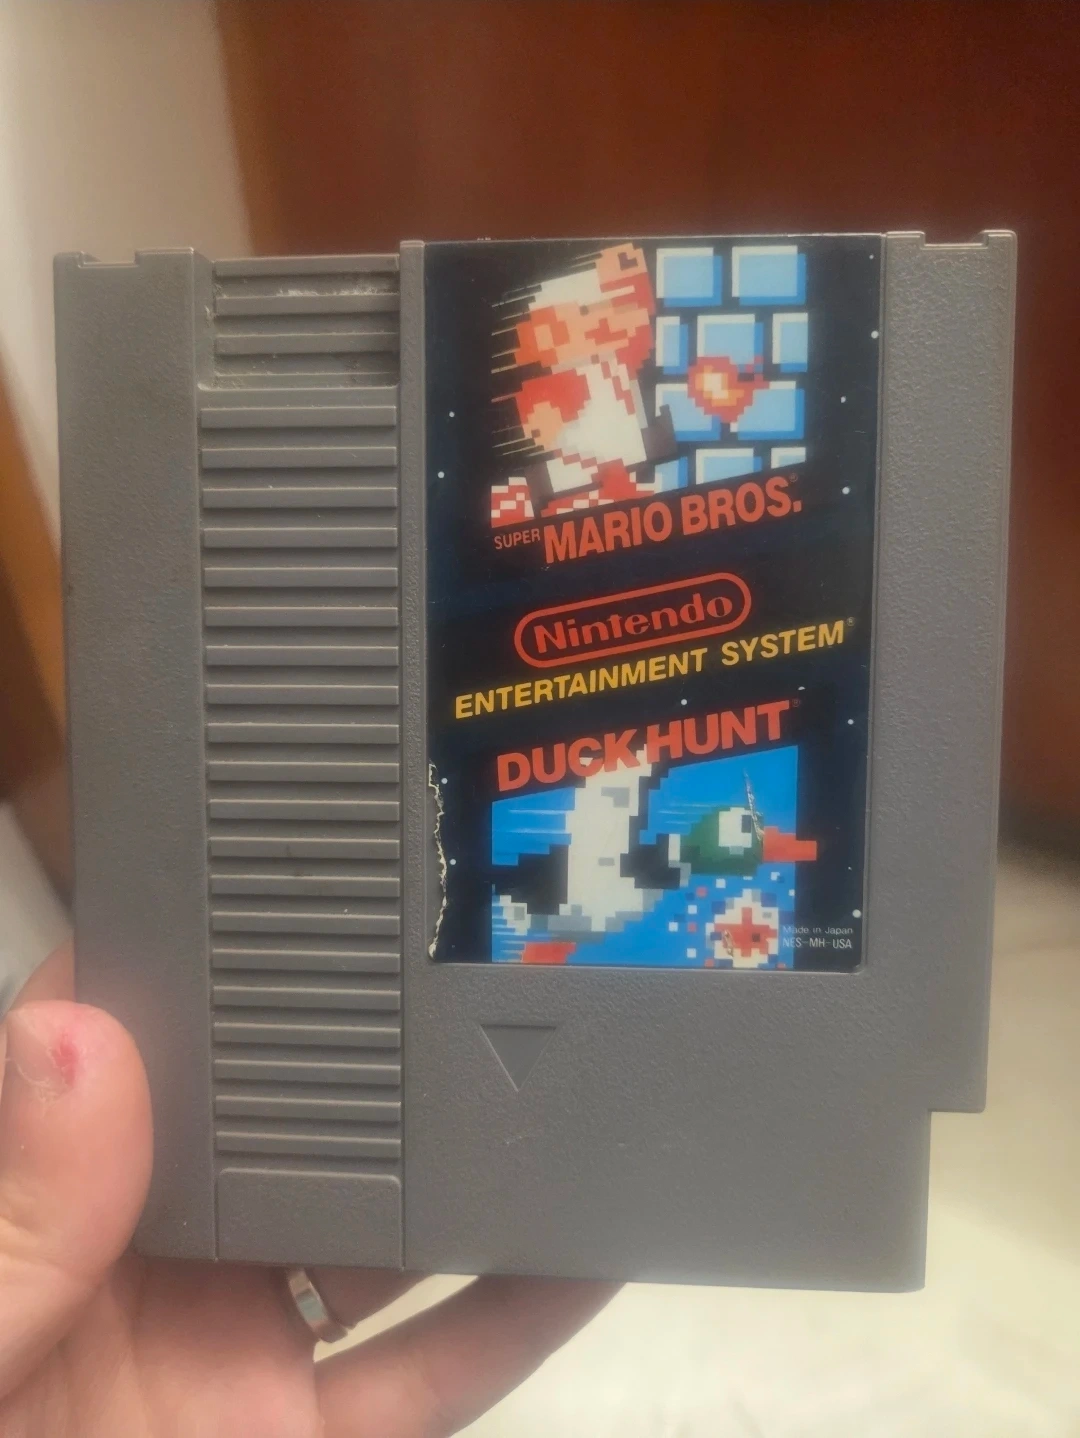 SUPER MARIO BROS.®
Nintendo
ENTERTAINMENT SYSTEM®
DUCK HUNT®
Made in Japan
NES-MH-USA